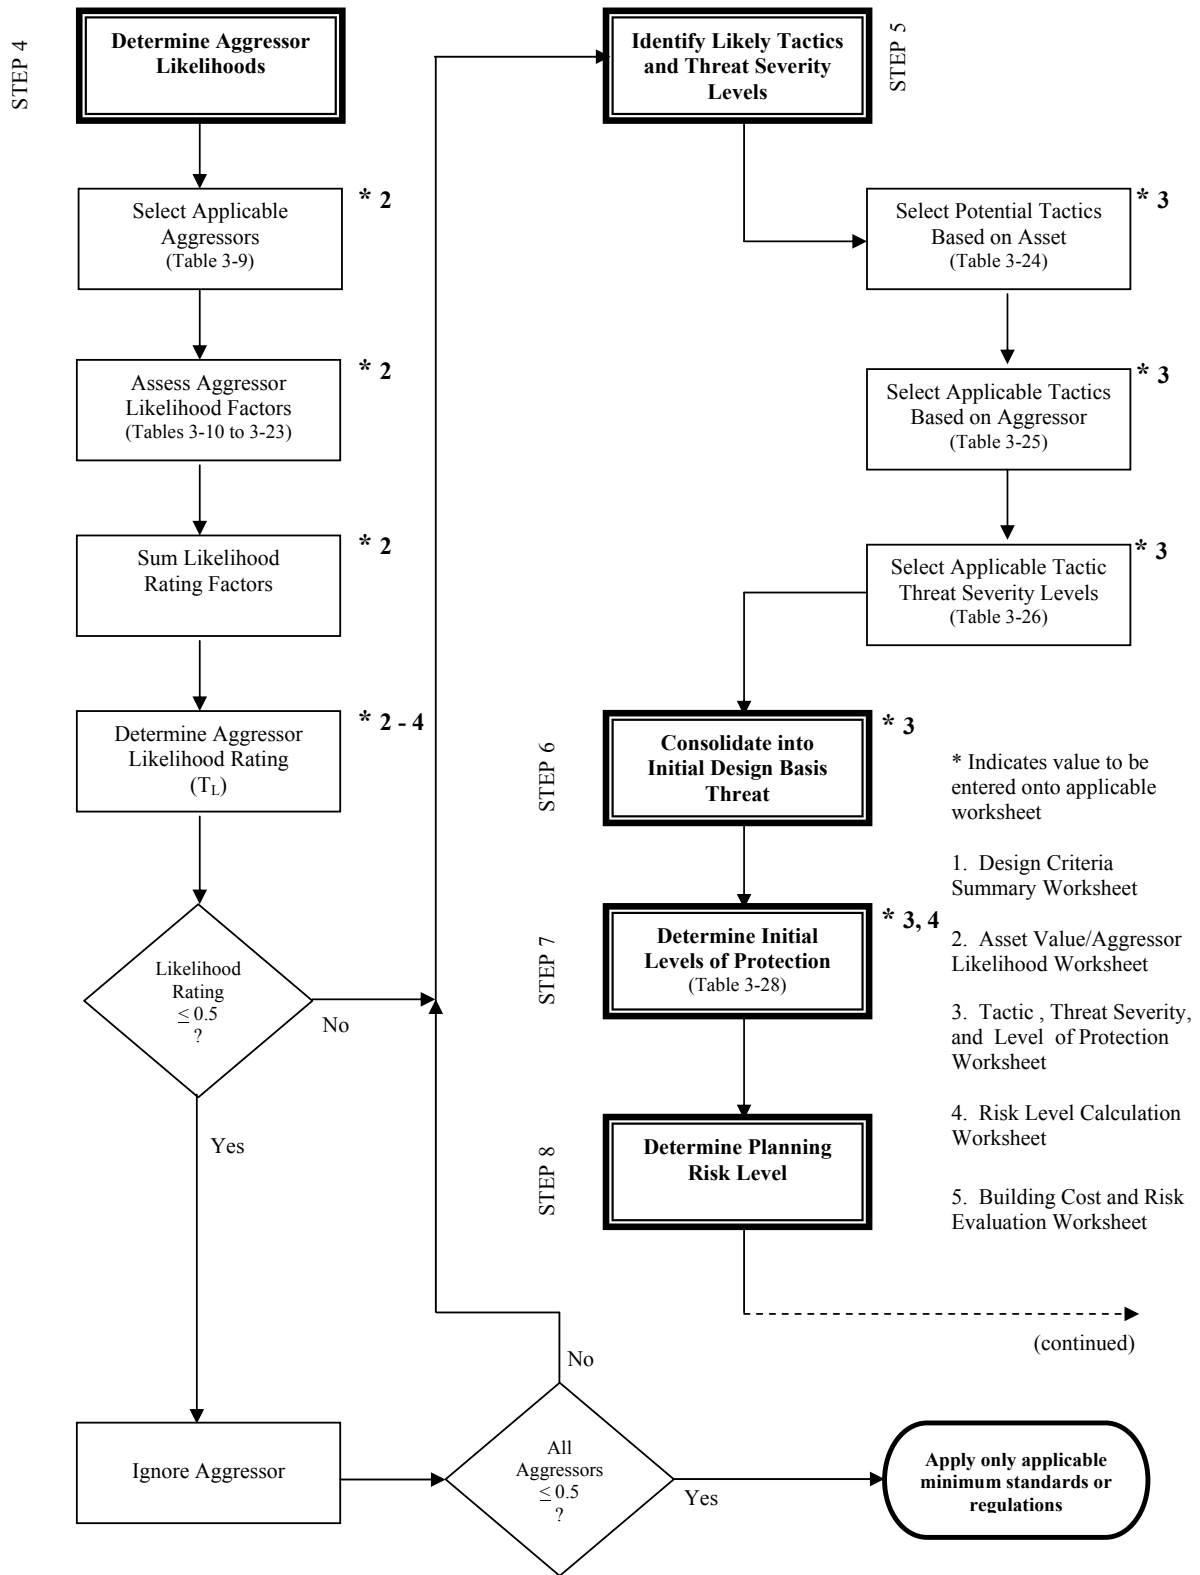 STEP 4
Determine Aggressor
Likelihoods
Select Applicable
Aggressors
(Table 3-9)
* 2
Assess Aggressor
Likelihood Factors
(Tables 3-10 to 3-23)
* 2
Sum Likelihood
Rating Factors
* 2
Determine Aggressor
Likelihood Rating
(TL)
* 2 - 4
Likelihood
Rating
≤ 0.5
?
No
Yes
Ignore Aggressor
All
Aggressors
≤ 0.5
?
No
Yes
Apply only applicable
minimum standards or
regulations
STEP 5
Identify Likely Tactics
and Threat Severity
Levels
Select Potential Tactics
Based on Asset
(Table 3-24)
* 3
Select Applicable Tactics
Based on Aggressor
(Table 3-25)
* 3
Select Applicable Tactic
Threat Severity Levels
(Table 3-26)
* 3
STEP 6
Consolidate into
Initial Design Basis
Threat
* 3
STEP 7
Determine Initial
Levels of Protection
(Table 3-28)
* 3, 4
STEP 8
Determine Planning
Risk Level
(continued)
* Indicates value to be
entered onto applicable
worksheet
1. Design Criteria
Summary Worksheet
2. Asset Value/Aggressor
Likelihood Worksheet
3. Tactic , Threat Severity,
and Level of Protection
Worksheet
4. Risk Level Calculation
Worksheet
5. Building Cost and Risk
Evaluation Worksheet